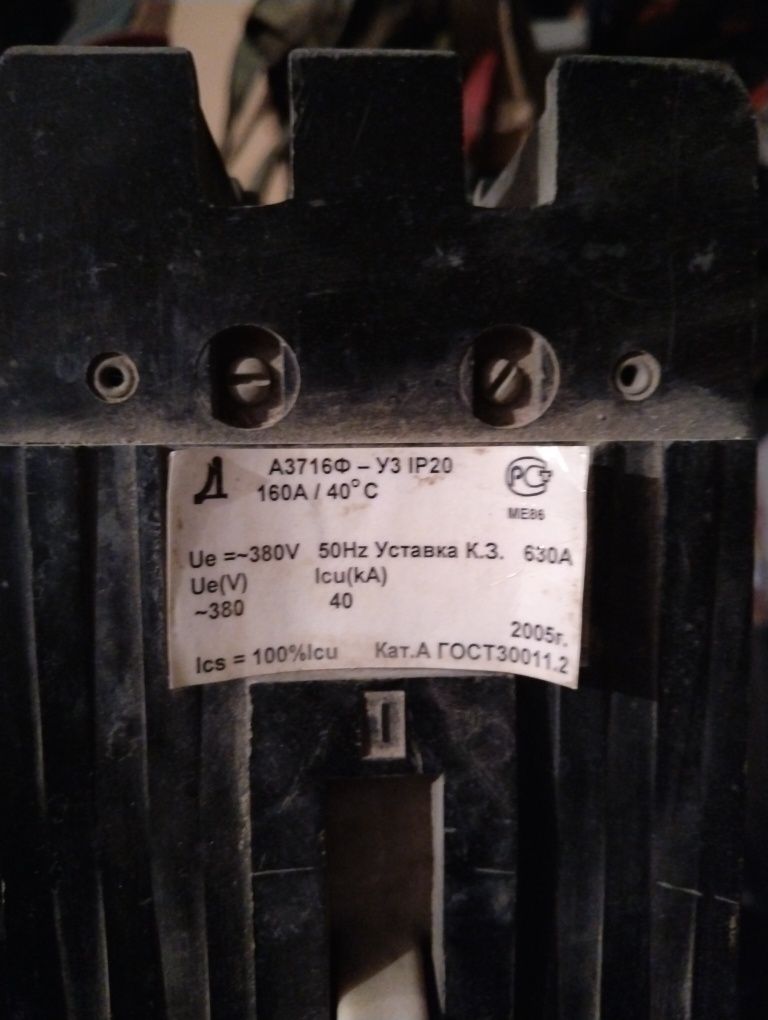 Д А3716Ф – У3 IP20
160А / 40°С
РСТ
МЕ86
Ue =~380V 50Hz Уставка К.З. 630А
Ue(V) Icu(kA)
~380 40
2005г.
Ics = 100%Icu Кат.А ГОСТ30011.2
I